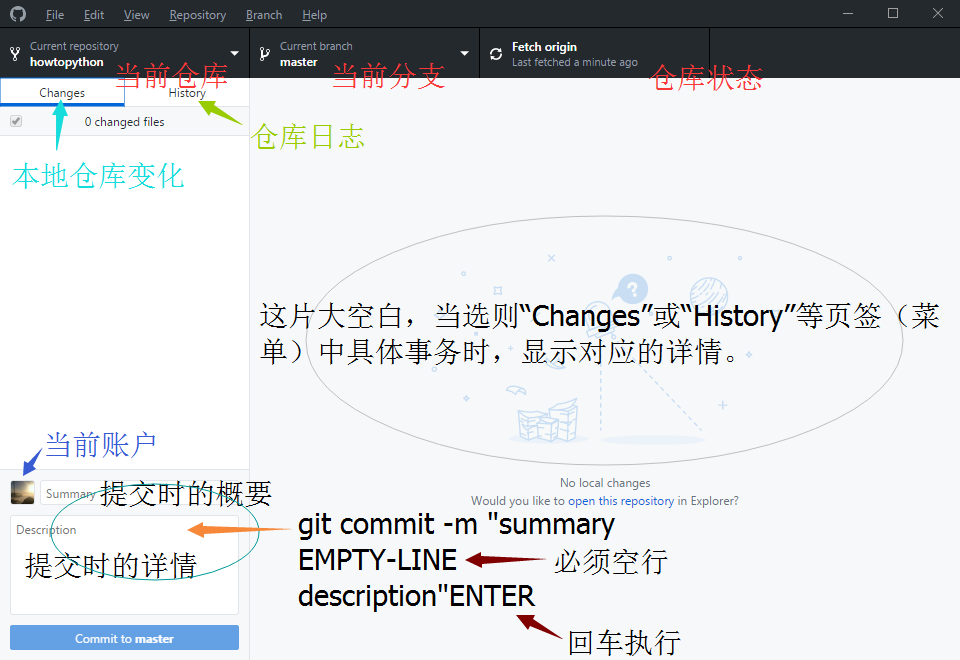 File Edit View Repository Branch Help
Current repository
howtopython
Current branch
master
Fetch origin
Last fetched a minute ago
当前仓库
当前分支
仓库状态
Changes
History
0 changed files
仓库日志
本地仓库变化
这片大空白，当选则“Changes”或“History”等页签（菜
单）中具体事务时，显示对应的详情。
当前账户
No local changes
Would you like to open this repository in Explorer?
Summary
提交时的概要
Description
提交时的详情
git commit -m "summary
EMPTY-LINE
必须空行
description"ENTER
回车执行
Commit to master